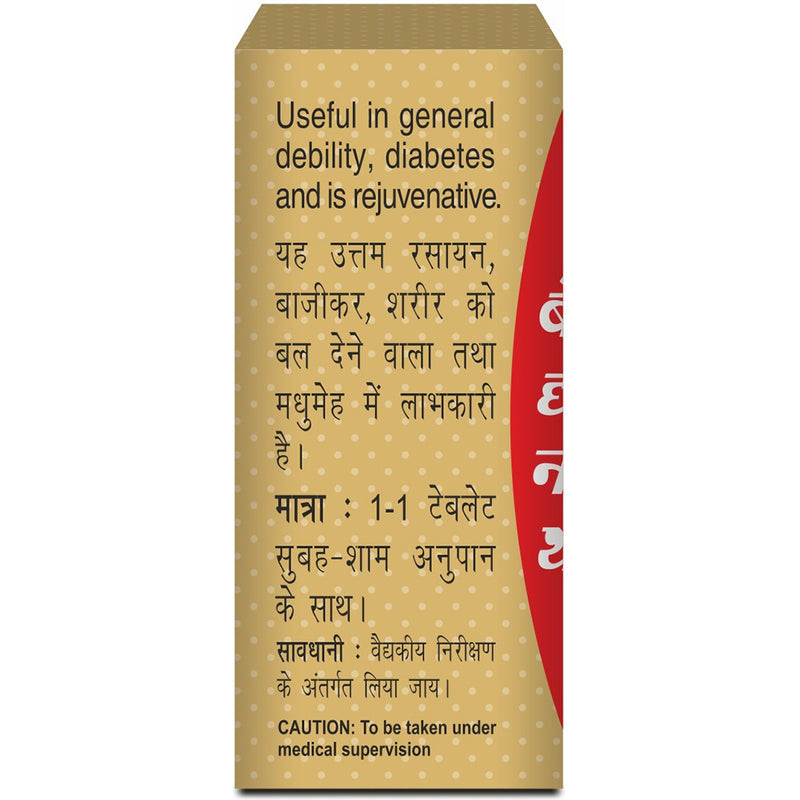 Useful in general
debility, diabetes
and is rejuvenative.
यह उत्तम रसायन,
बाजीकर, शरीर को
बल देने वाला तथा
मधुमेह में लाभकारी
है।
मात्रा : 1-1 टेबलेट
सुबह-शाम अनुपान
के साथ।
सावधानी : वैद्यकीय निरीक्षण
के अंतर्गत लिया जाय।
CAUTION: To be taken under
medical supervision